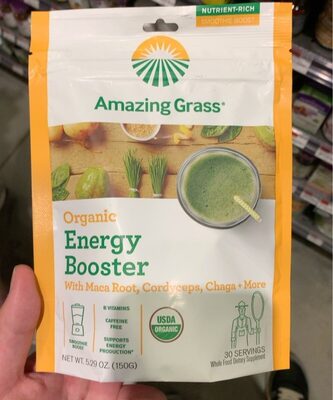 NUTRIENT-RICH
SMOOTHIE BOOST
Amazing Grass®
Organic
Energy
Booster
With Maca Root, Cordyceps, Chaga + More
SMOOTHIE
BOOST
B VITAMINS
CAFFEINE
FREE
SUPPORTS
ENERGY
PRODUCTION*
USDA
ORGANIC
NET WT. 5.29 OZ. (150G)
30 SERVINGS
Whole Food Dietary Supplement